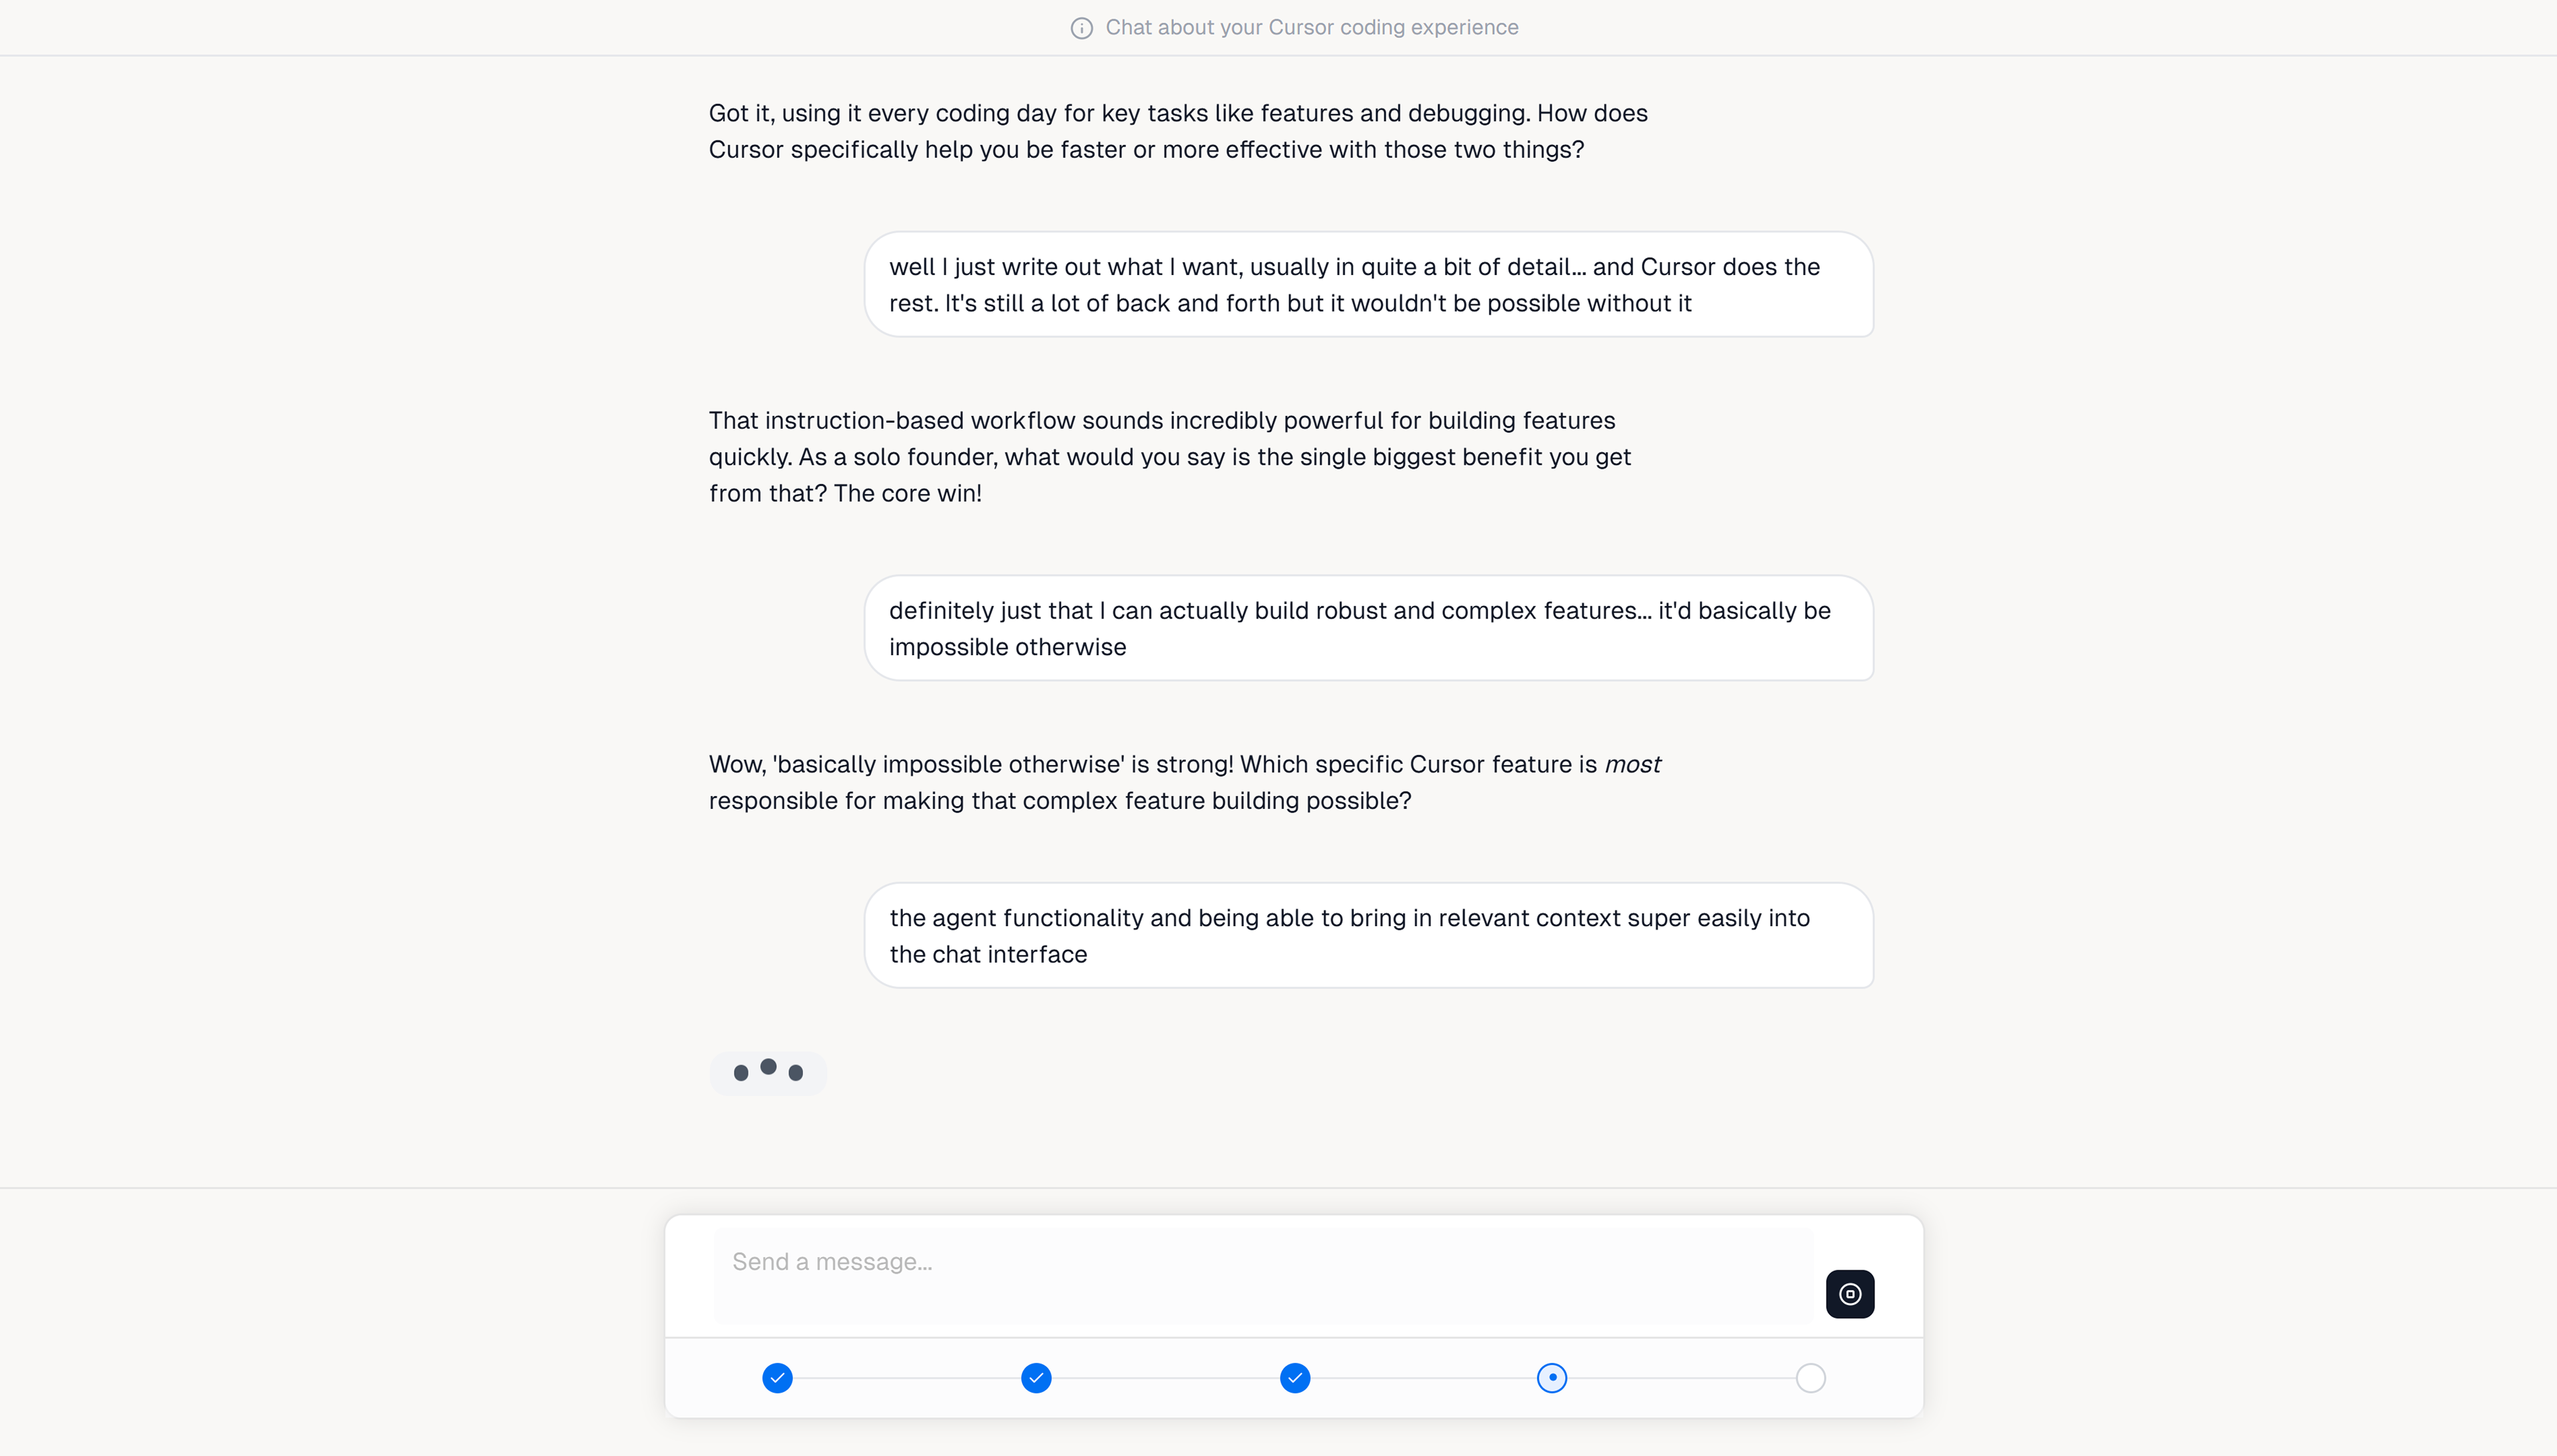 Chat about your Cursor coding experience
Got it, using it every coding day for key tasks like features and debugging. How does
Cursor specifically help you be faster or more effective with those two things?
well I just write out what I want, usually in quite a bit of detail... and Cursor does the
rest. It's still a lot of back and forth but it wouldn't be possible without it
That instruction-based workflow sounds incredibly powerful for building features
quickly. As a solo founder, what would you say is the single biggest benefit you get
from that? The core win!
definitely just that I can actually build robust and complex features... it'd basically be
impossible otherwise
Wow, 'basically impossible otherwise' is strong! Which specific Cursor feature is most
responsible for making that complex feature building possible?
the agent functionality and being able to bring in relevant context super easily into
the chat interface
Send a message...